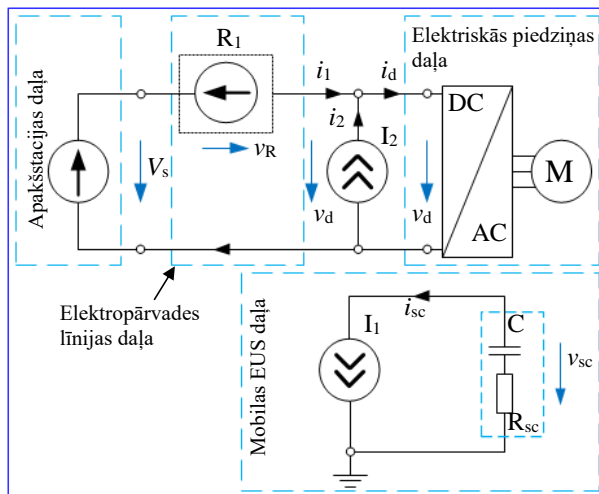 Elektriskās piedziņas
daļa
R1
i1
id
DC
i2
I2
Apakšstacijas daļa
Vs
vR
vd
vd
M
AC
Elektropārvades
līnijas daļa
isc
I1
C
vsc
Rsc
Mobilas EUS daļa